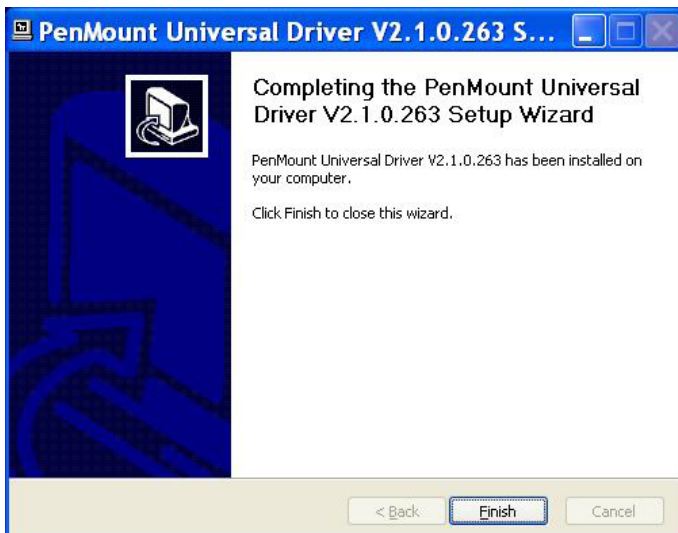 PenMount Universal Driver V2.1.0.263 S...
Completing the PenMount Universal
Driver V2.1.0.263 Setup Wizard
PenMount Universal Driver V2.1.0.263 has been installed on
your computer.
Click Finish to close this wizard.
< Back
Finish
Cancel